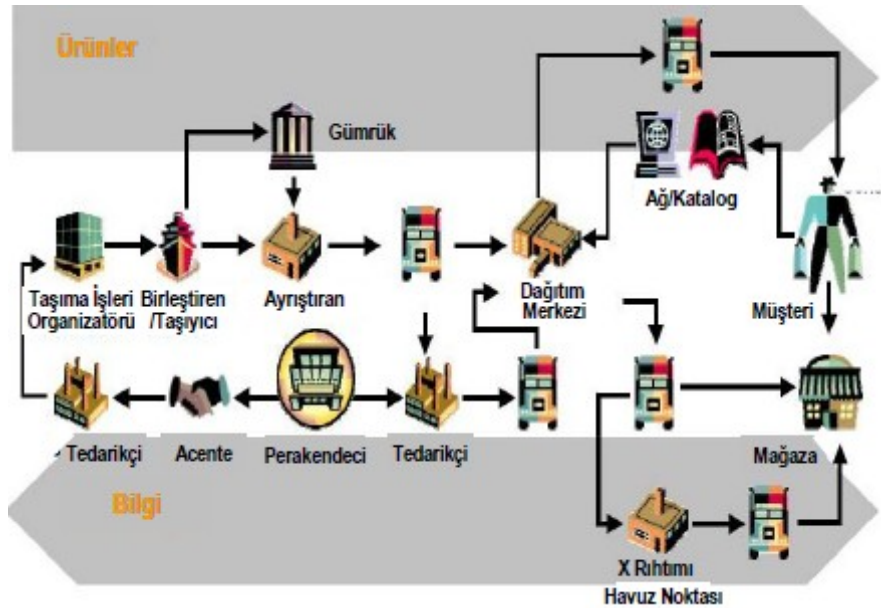 Ürünler
Gümrük
Ağ/Katalog
Taşıma İşleri
Organizatörü
Birleştiren
/Taşıyıcı
Ayrıştıran
Dağıtım
Merkezi
Müşteri
Tedarikçi
Acente
Perakendeci
Tedarikçi
Mağaza
Bilgi
X Rıhtımı
Havuz Noktası